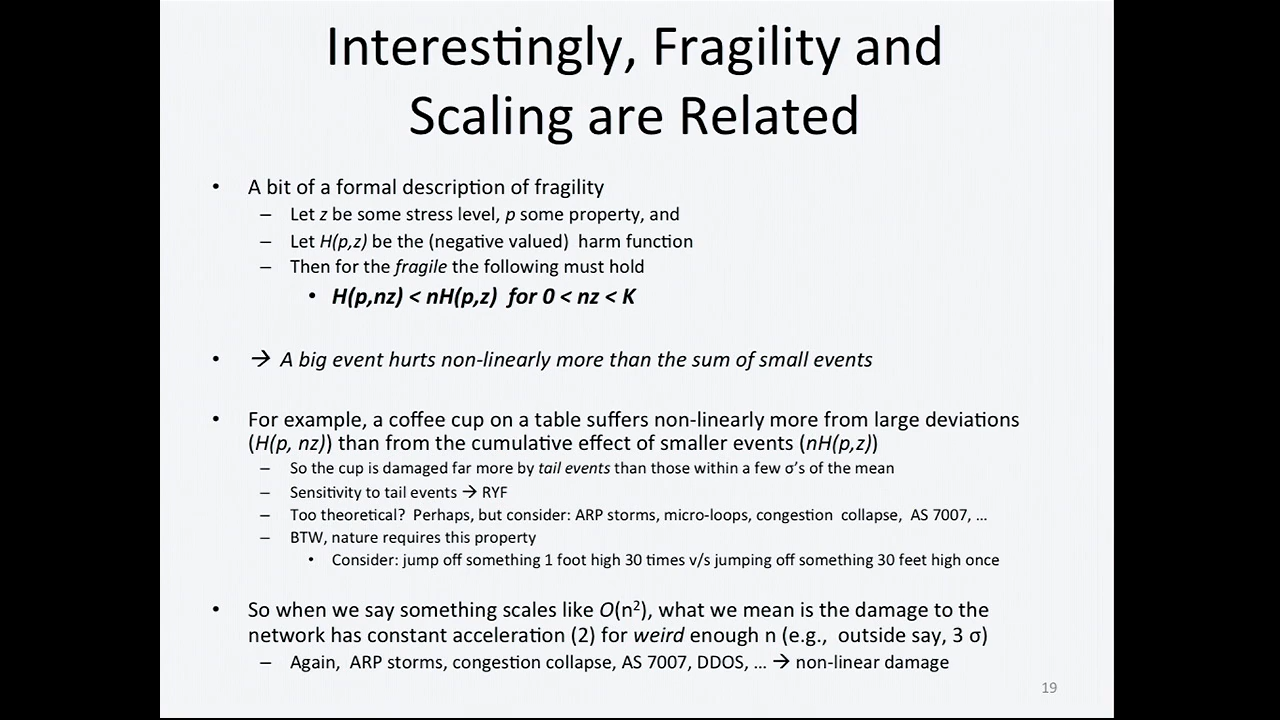 Interestingly, Fragility and
Scaling are Related
• A bit of a formal description of fragility
– Let z be some stress level, p some property, and
– Let H(p,z) be the (negative valued) harm function
– Then for the fragile the following must hold
• H(p,nz) < nH(p,z) for 0 < nz < K
• → A big event hurts non-linearly more than the sum of small events
• For example, a coffee cup on a table suffers non-linearly more from large deviations
(H(p, nz)) than from the cumulative effect of smaller events (nH(p,z))
– So the cup is damaged far more by tail events than those within a few σ's of the mean
– Sensitivity to tail events → RYF
– Too theoretical? Perhaps, but consider: ARP storms, micro-loops, congestion collapse, AS 7007, …
– BTW, nature requires this property
• Consider: jump off something 1 foot high 30 times v/s jumping off something 30 feet high once
• So when we say something scales like O(n²), what we mean is the damage to the
network has constant acceleration (2) for weird enough n (e.g., outside say, 3 σ)
– Again, ARP storms, congestion collapse, AS 7007, DDOS, … → non-linear damage
19